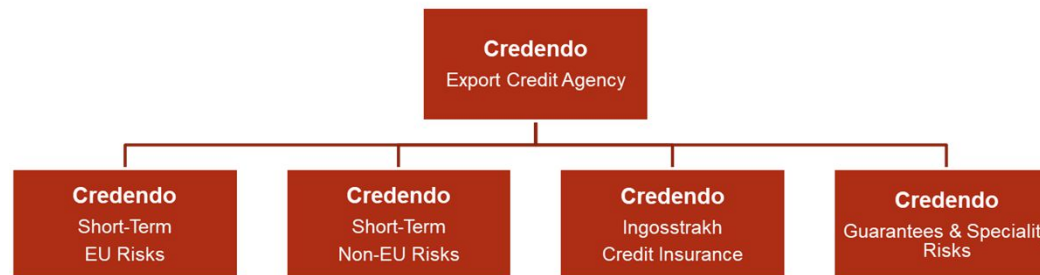 Credendo
Export Credit Agency
Credendo
Short-Term
EU Risks
Credendo
Short-Term
Non-EU Risks
Credendo
Ingosstrakh
Credit Insurance
Credendo
Guarantees & Specialit
Risks